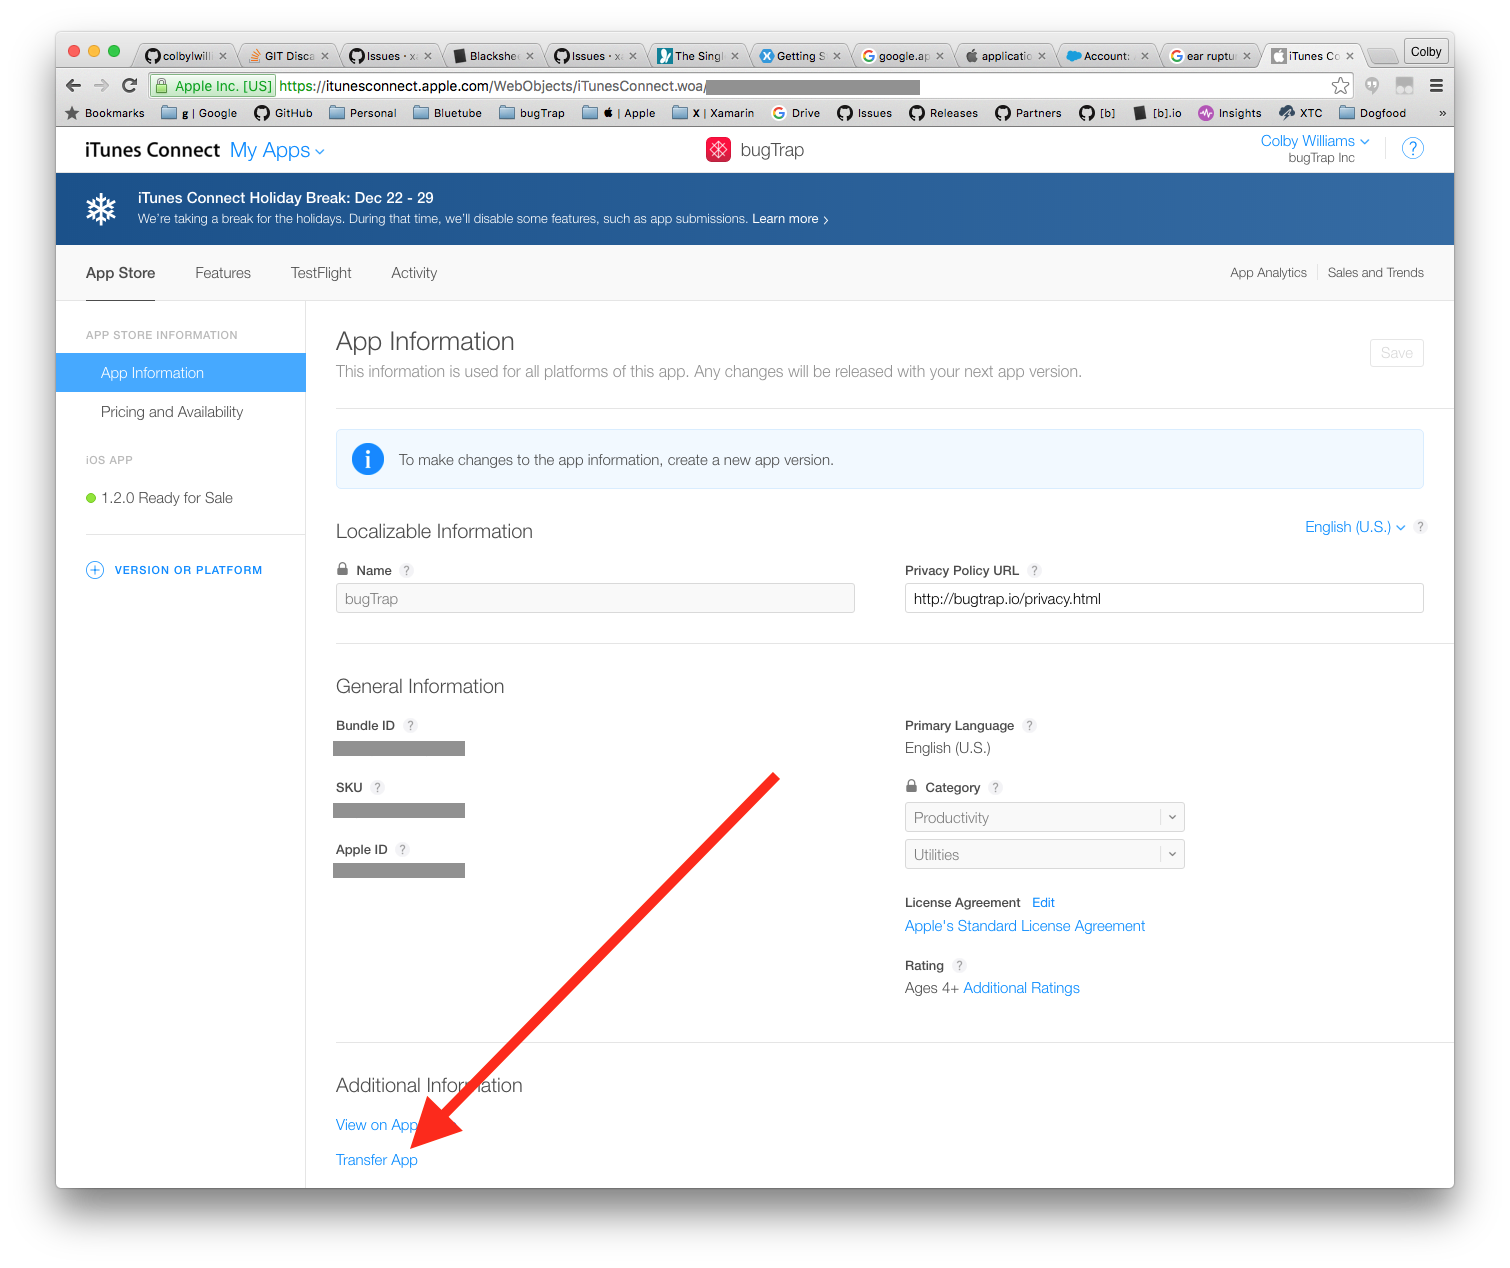 colbylwilli
GIT Disca
Issues · xa
Blackshee
Issues · xa
The Singl
Getting S
google.ap
applicatio
Account:
ear ruptur
iTunes Co
Colby
Apple Inc. [US]
https://itunesconnect.apple.com/WebObjects/iTunesConnect.woa/
Bookmarks
g | Google
GitHub
Personal
Bluetube
bugTrap
| Apple
X | Xamarin
Drive
Issues
Releases
Partners
[b]
[b].io
Insights
XTC
Dogfood
»
iTunes Connect
My Apps
bugTrap
Colby Williams
bugTrap Inc
?
iTunes Connect Holiday Break: Dec 22 - 29
We're taking a break for the holidays. During that time, we'll disable some features, such as app submissions. Learn more ›
App Store
Features
TestFlight
Activity
App Analytics
Sales and Trends
APP STORE INFORMATION
App Information
Pricing and Availability
iOS APP
1.2.0 Ready for Sale
VERSION OR PLATFORM
App Information
Save
This information is used for all platforms of this app. Any changes will be released with your next app version.
i
To make changes to the app information, create a new app version.
Localizable Information
English (U.S.)
?
Name ?
bugTrap
Privacy Policy URL ?
http://bugtrap.io/privacy.html
General Information
Bundle ID ?
SKU ?
Apple ID ?
Primary Language ?
English (U.S.)
Category ?
Productivity
Utilities
License Agreement Edit
Apple's Standard License Agreement
Rating ?
Ages 4+ Additional Ratings
Additional Information
View on App
Transfer App